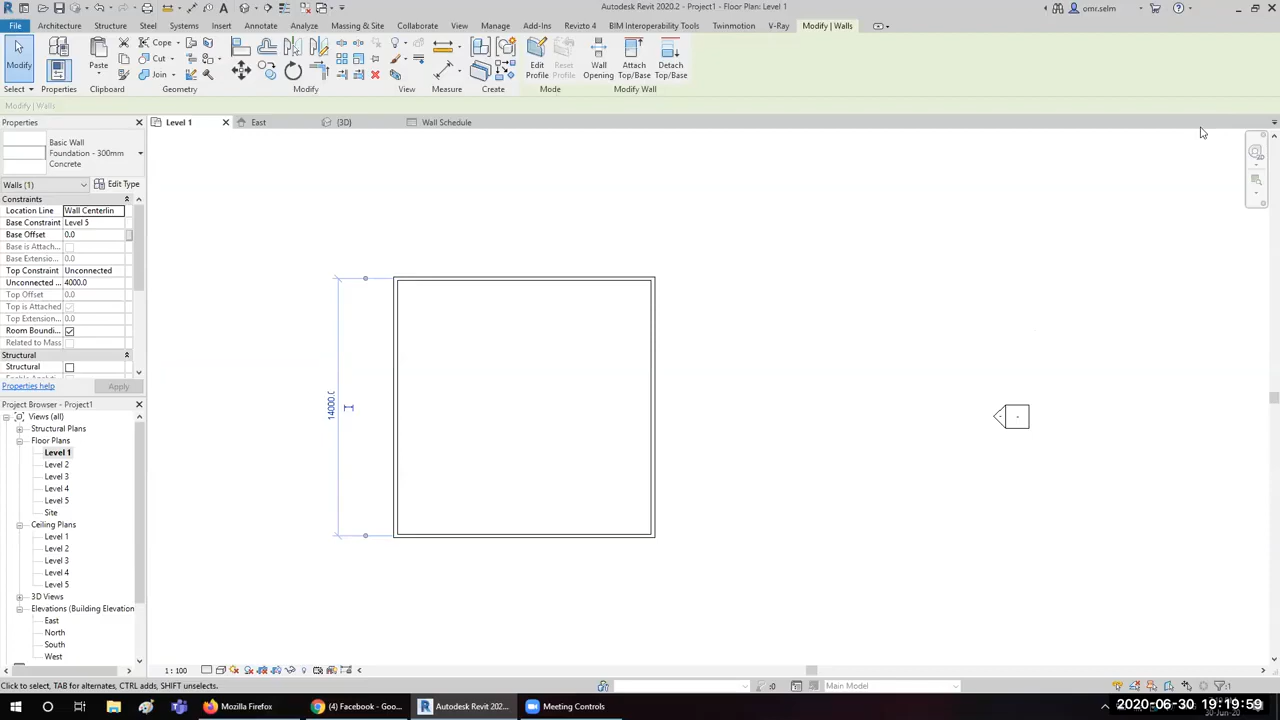 Autodesk Revit 2020.2 - Project1 - Floor Plan: Level 1
omr.selm
File Architecture Structure Steel Systems Insert Annotate Analyze Massing & Site Collaborate View Manage Add-Ins Revizto 4 BIM Interoperability Tools Twinmotion V-Ray Modify | Walls
Modify Paste Cope Cut Join Edit Profile Reset Profile Wall Opening Attach Top/Base Detach Top/Base
Select Properties Clipboard Geometry Modify View Measure Create Mode Modify Wall
Modify | Walls
Properties
Level 1 East {3D} Wall Schedule
Basic Wall
Foundation - 300mm
Concrete
Walls (1) Edit Type
Constraints
Location Line Wall Centerlin
Base Constraint Level 5
Base Offset 0.0
Base is Attach...
Base Extension... 0.0
Top Constraint Unconnected
Unconnected ... 4000.0
Top Offset 0.0
Top is Attached
Top Extension... 0.0
Room Boundi...
Related to Mass
Structural
Structural
Properties help Apply
14000.0
Project Browser - Project1
Views (all)
Structural Plans
Floor Plans
Level 1
Level 2
Level 3
Level 4
Level 5
Site
Ceiling Plans
Level 1
Level 2
Level 3
Level 4
Level 5
3D Views
Elevations (Building Elevation
East
North
South
West
1 : 100
Click to select, TAB for alternates, CTRL adds, SHIFT unselects.
:0 Main Model :1
Mozilla Firefox (4) Facebook - Goo... Autodesk Revit 202... Meeting Controls
2020-06-30 19:19:59